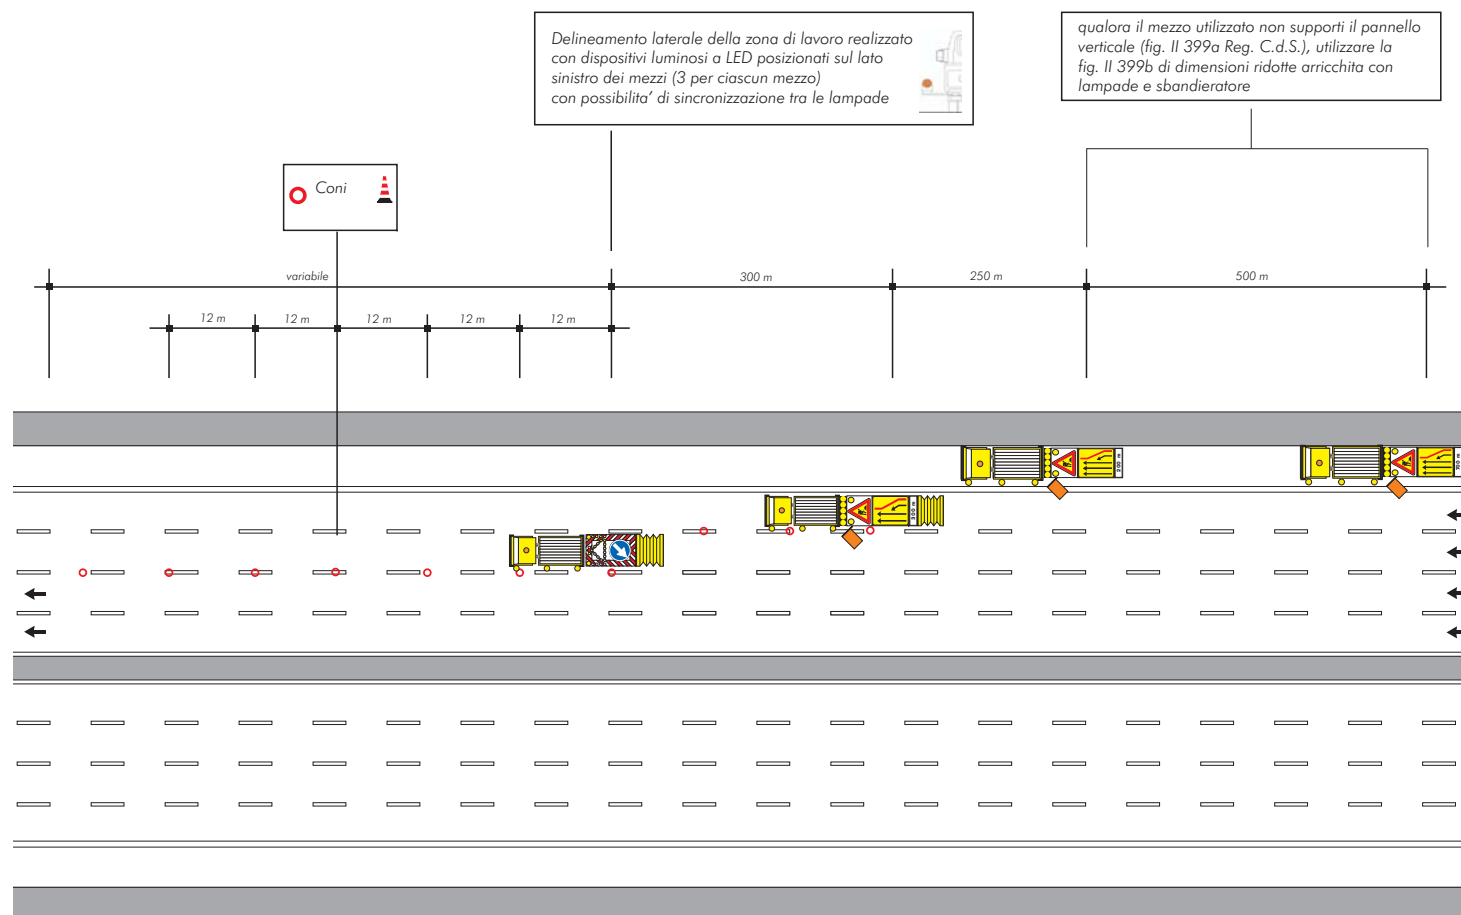 Delineamento laterale della zona di lavoro realizzato
con dispositivi luminosi a LED posizionati sul lato
sinistro dei mezzi (3 per ciascun mezzo)
con possibilita' di sincronizzazione tra le lampade
qualora il mezzo utilizzato non supporti il pannello
verticale (fig. II 399a Reg. C.d.S.), utilizzare la
fig. II 399b di dimensioni ridotte arricchita con
lampade e sbandieratore
Coni
variabile
300 m
250 m
500 m
12 m
12 m
12 m
12 m
12 m
700 m
300 m